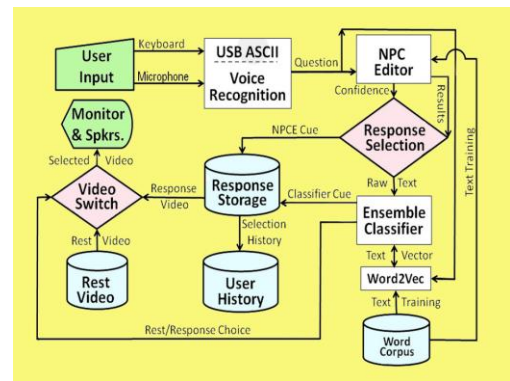 User
Input
Keyboard
Microphone
USB ASCII
Voice
Recognition
Question
NPC
Editor
Confidence
Results
Text Training
Monitor
& Spkrs.
NPCE Cue
Response
Selection
Selected Video
Video
Switch
Response
Video
Response
Storage
Classifier Cue
Raw Text
Ensemble
Classifier
Rest Video
Selection
History
Text Vector
Rest
Video
User
History
Word2Vec
Text Training
Rest/Response Choice
Word
Corpus